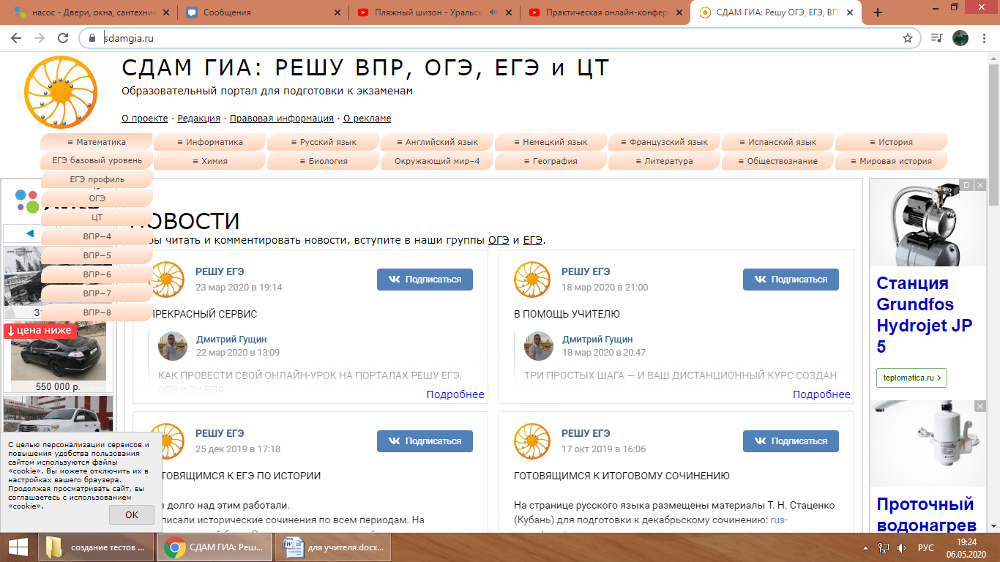 насос - Двери, окна, сантехник
Сообщения
Пляжный шизон - Уральск
Практическая онлайн-конфер
СДАМ ГИА: Решу ОГЭ, ЕГЭ, ВП
sdamgia.ru
СДАМ ГИА: РЕШУ ВПР, ОГЭ, ЕГЭ и ЦТ
Образовательный портал для подготовки к экзаменам
О проекте · Редакция · Правовая информация · О рекламе
≡ Математика
≡ Информатика
≡ Русский язык
≡ Английский язык
≡ Немецкий язык
≡ Французский язык
≡ Испанский язык
≡ История
ЕГЭ базовый уровень
≡ Химия
≡ Биология
Окружающий мир–4
≡ География
≡ Литература
≡ Обществознание
≡ Мировая история
ЕГЭ профиль
ОГЭ
ЦТ
ВПР–4
ВПР–5
ВПР–6
ВПР–7
ВПР–8
НОВОСТИ
бы читать и комментировать новости, вступите в наши группы ОГЭ и ЕГЭ.
РЕШУ ЕГЭ
23 мар 2020 в 19:14
Подписаться
ПРЕКРАСНЫЙ СЕРВИС
Дмитрий Гущин
22 мар 2020 в 13:09
КАК ПРОВЕСТИ СВОЙ ОНЛАЙН-УРОК НА ПОРТАЛАХ РЕШУ ЕГЭ,
ОГЭ ИЛИ ВПР
Подробнее
РЕШУ ЕГЭ
18 мар 2020 в 21:00
Подписаться
В ПОМОЩЬ УЧИТЕЛЮ
Дмитрий Гущин
18 мар 2020 в 20:47
ТРИ ПРОСТЫХ ШАГА — И ВАШ ДИСТАНЦИОННЫЙ КУРС СОЗДАН
Подробнее
РЕШУ ЕГЭ
25 дек 2019 в 17:18
Подписаться
ТОВЯЩИМСЯ К ЕГЭ ПО ИСТОРИИ
долго над этим работали.
писали исторические сочинения по всем периодам. На
РЕШУ ЕГЭ
17 окт 2019 в 16:06
Подписаться
ГОТОВЯЩИМСЯ К ИТОГОВОМУ СОЧИНЕНИЮ
На странице русского языка размещены материалы Т. Н. Стаценко
(Кубань) для подготовки к декабрьскому сочинению: rus-
цена ниже
550 000 р.
С целью персонализации сервисов и
повышения удобства пользования
сайтом используются файлы
«cookie». Вы можете отключить их в
настройках вашего браузера.
Продолжая просматривать сайт, вы
соглашаетесь с использованием
«cookie».
OK
Станция
Grundfos
Hydrojet JP
5
teplomatica.ru
Проточный
водонагрев
создание тестов ...
СДАМ ГИА: Реш...
для учителя.docx...
РУС
19:24
06.05.2020